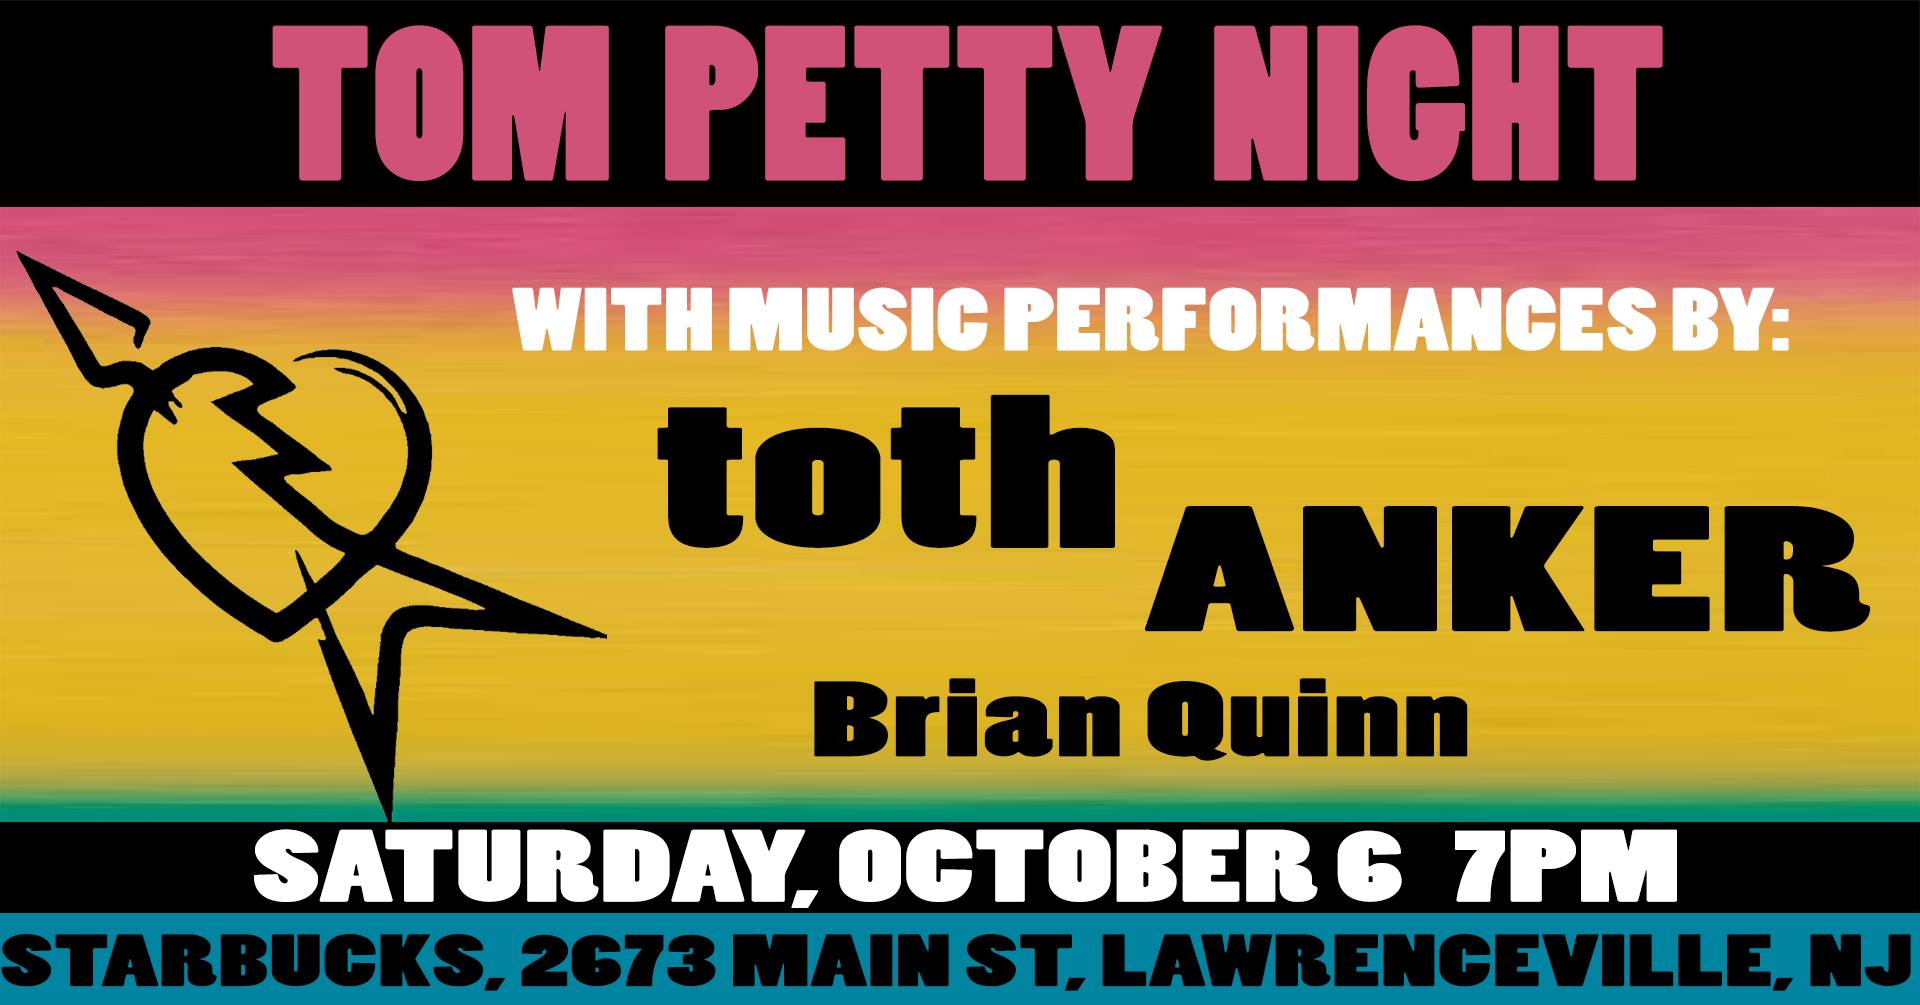 TOM PETTY NIGHT
WITH MUSIC PERFORMANCES BY:
toth
ANKER
Brian Quinn
SATURDAY, OCTOBER 6 7PM
STARBUCKS, 2673 MAIN ST, LAWRENCEVILLE, NJ